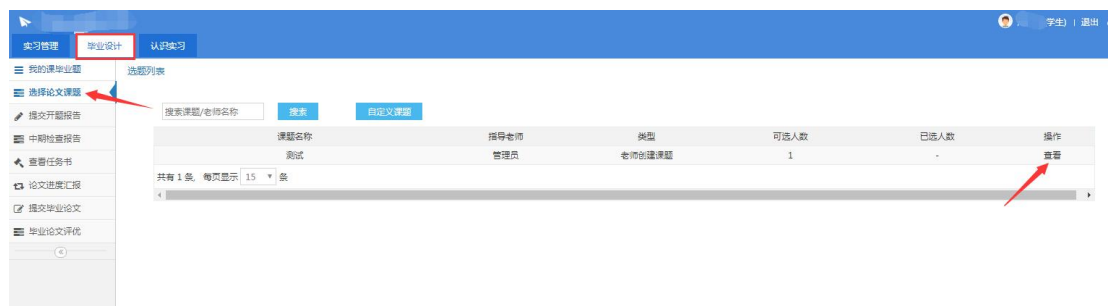 学生) | 退出
实习管理 毕业设计 认识实习
我的课毕业题
选题列表
选择论文课题
提交开题报告
中期检查报告
查看任务书
论文进度汇报
提交毕业论文
毕业论文评优
搜索课题/老师名称 搜索 自定义课题
课题名称 指导老师 类型 可选人数 已选人数 操作
测试 管理员 老师创建课题 1 - 查看
共有 1 条, 每页显示 15 条